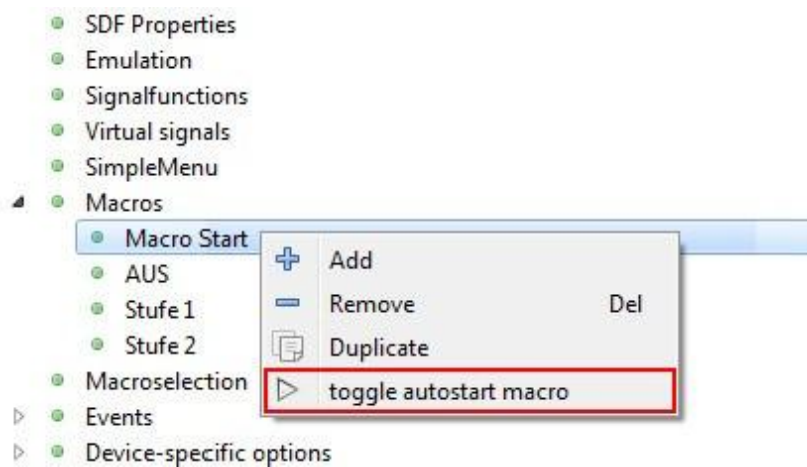 SDF Properties
Emulation
Signalfunctions
Virtual signals
SimpleMenu
Macros
Macro Start
Add
AUS
Remove Del
Stufe 1
Stufe 2
Duplicate
Macroselection
toggle autostart macro
Events
Device-specific options